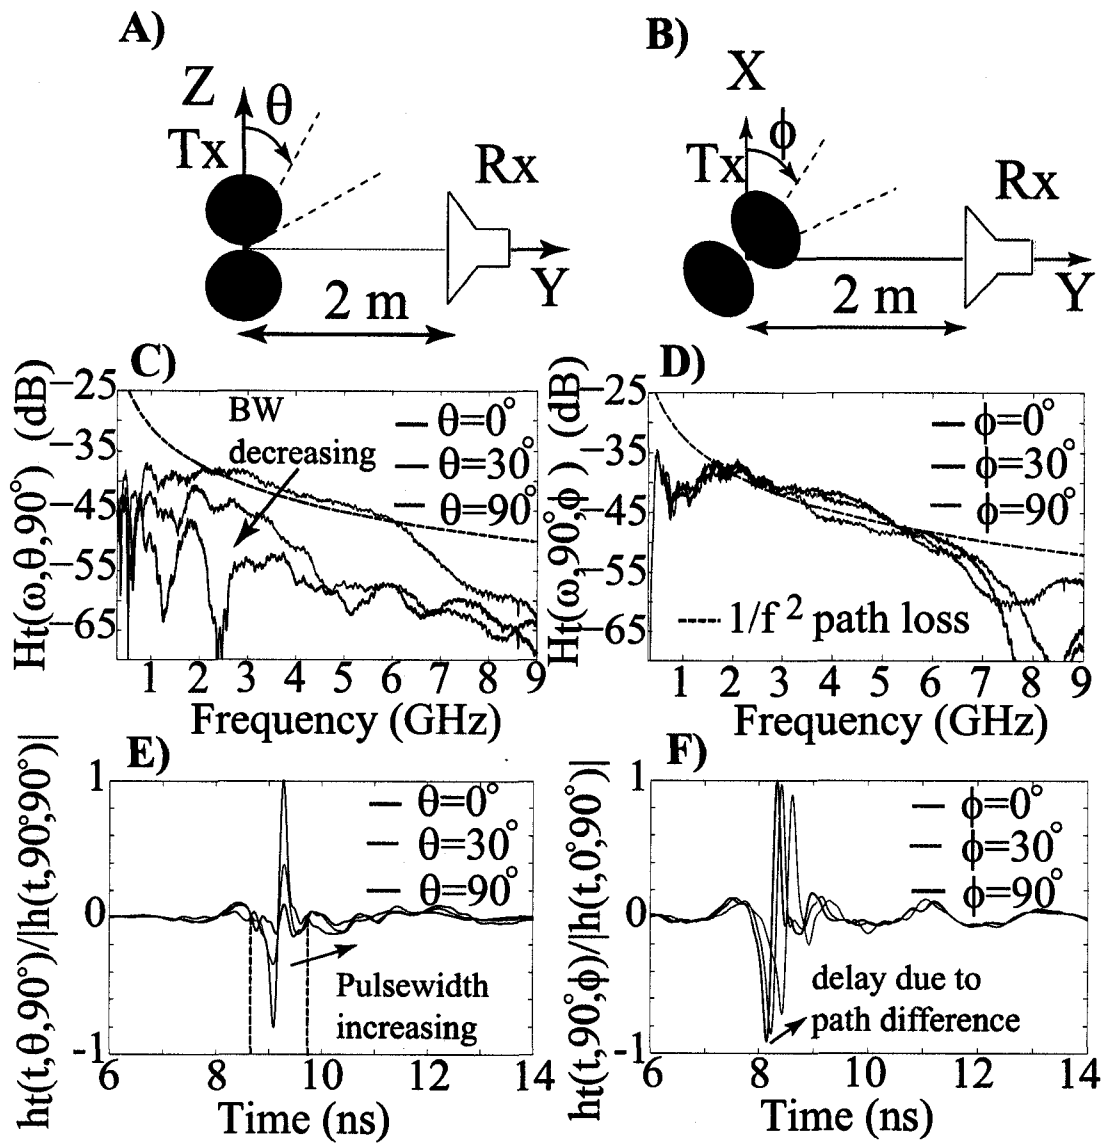 A)
B)
Z
θ
Tx
Rx
Y
2 m
X
ϕ
Tx
Rx
Y
2 m
C)
D)
Ht(ω,θ,90°) (dB)
−25
−35
−45
−55
−65
BW
decreasing
θ=0°
θ=30°
θ=90°
1 2 3 4 5 6 7 8 9
Frequency (GHz)
Ht(ω,90°,ϕ) (dB)
−25
−35
−45
−55
−65
ϕ=0°
ϕ=30°
ϕ=90°
1/f 2 path loss
1 2 3 4 5 6 7 8 9
Frequency (GHz)
E)
F)
ht(t,θ,90°)/|h(t,90°,90°)|
1
0
-1
θ=0°
θ=30°
θ=90°
Pulsewidth
increasing
6 8 10 12 14
Time (ns)
ht(t,90°,ϕ)/|h(t,0°,90°)|
1
0
-1
ϕ=0°
ϕ=30°
ϕ=90°
delay due to
path difference
6 8 10 12 14
Time (ns)